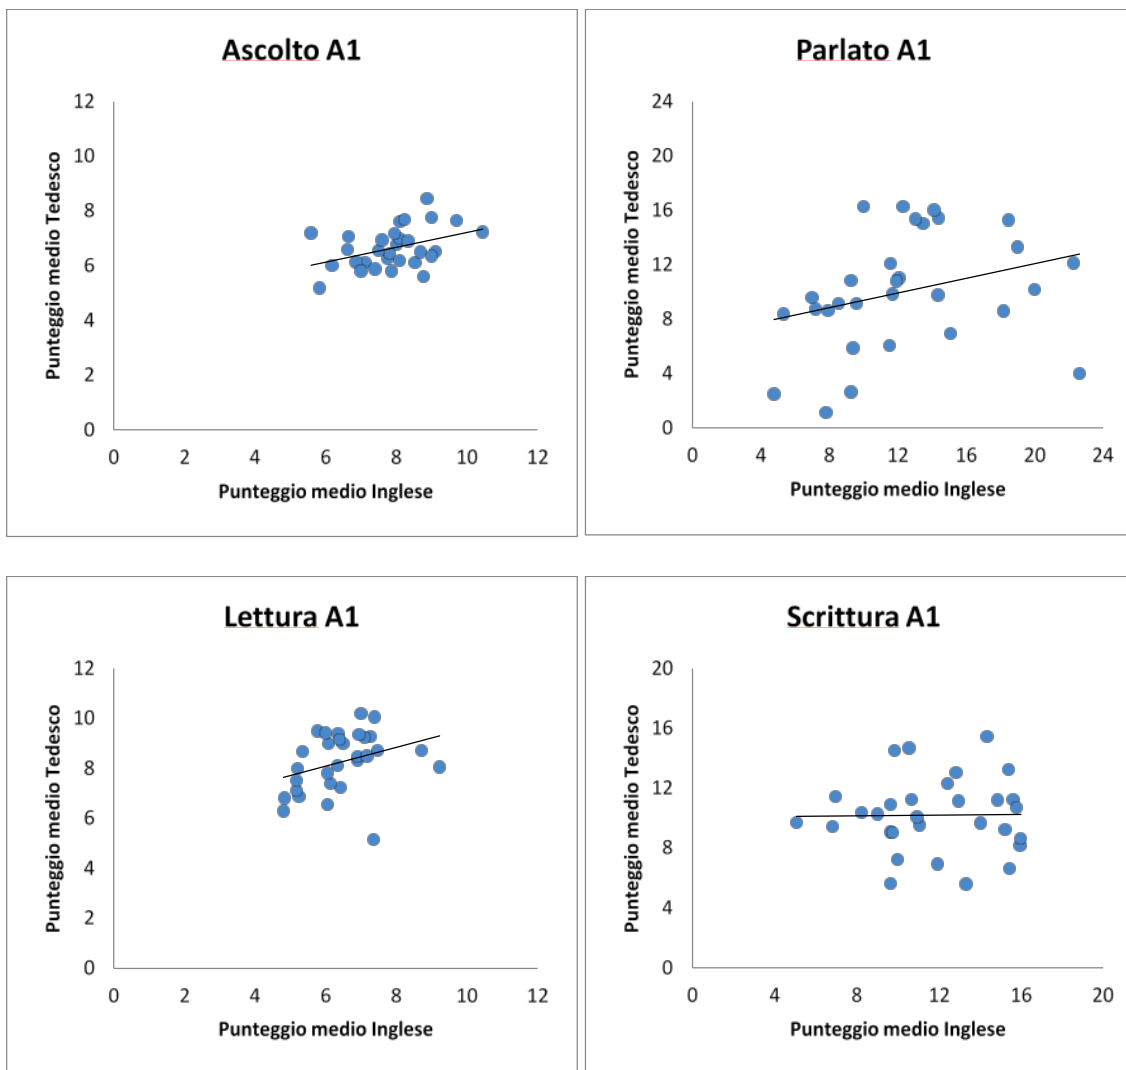 Ascolto A1
Punteggio medio Tedesco
12
10
8
6
4
2
0
0 2 4 6 8 10 12
Punteggio medio Inglese
Parlato A1
Punteggio medio Tedesco
24
20
16
12
8
4
0
0 4 8 12 16 20 24
Punteggio medio Inglese
Lettura A1
Punteggio medio Tedesco
12
10
8
6
4
2
0
0 2 4 6 8 10 12
Punteggio medio Inglese
Scrittura A1
Punteggio medio Tedesco
20
16
12
8
4
0
0 4 8 12 16 20
Punteggio medio Inglese